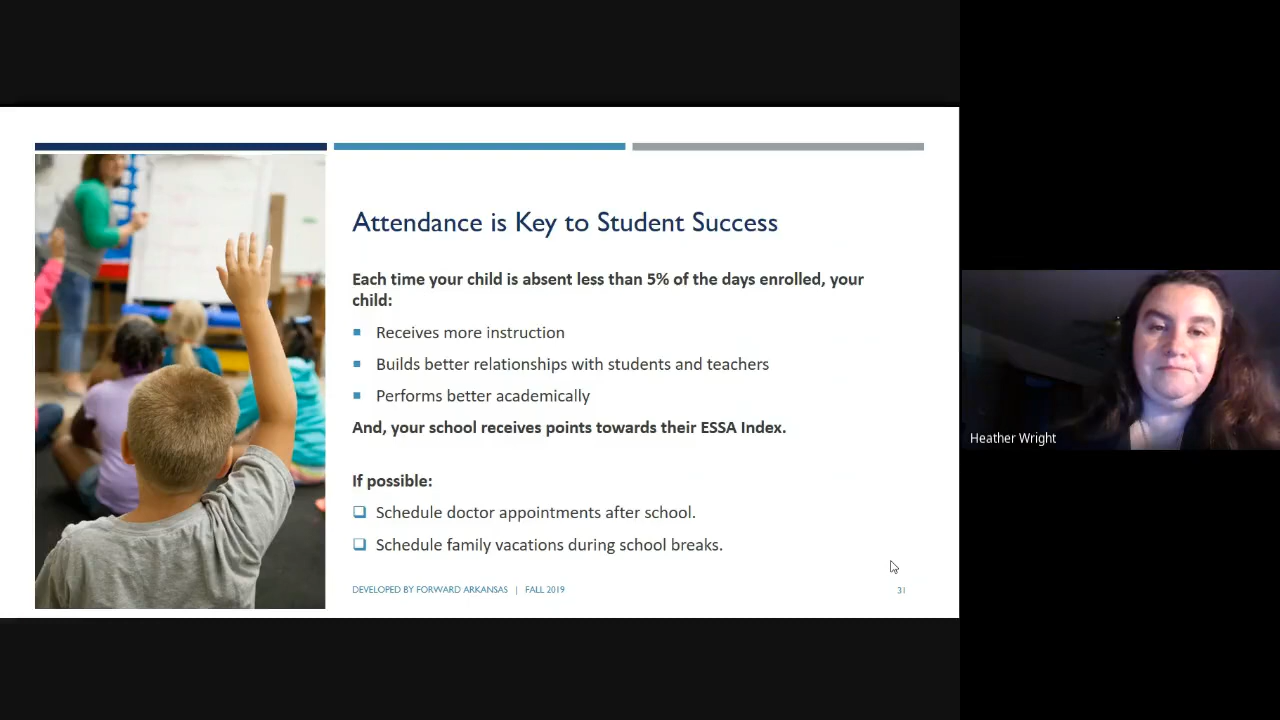 Attendance is Key to Student Success
Each time your child is absent less than 5% of the days enrolled, your
child:
Receives more instruction
Builds better relationships with students and teachers
Performs better academically
And, your school receives points towards their ESSA Index.
If possible:
Schedule doctor appointments after school.
Schedule family vacations during school breaks.
DEVELOPED BY FORWARD ARKANSAS | FALL 2019
31
Heather Wright